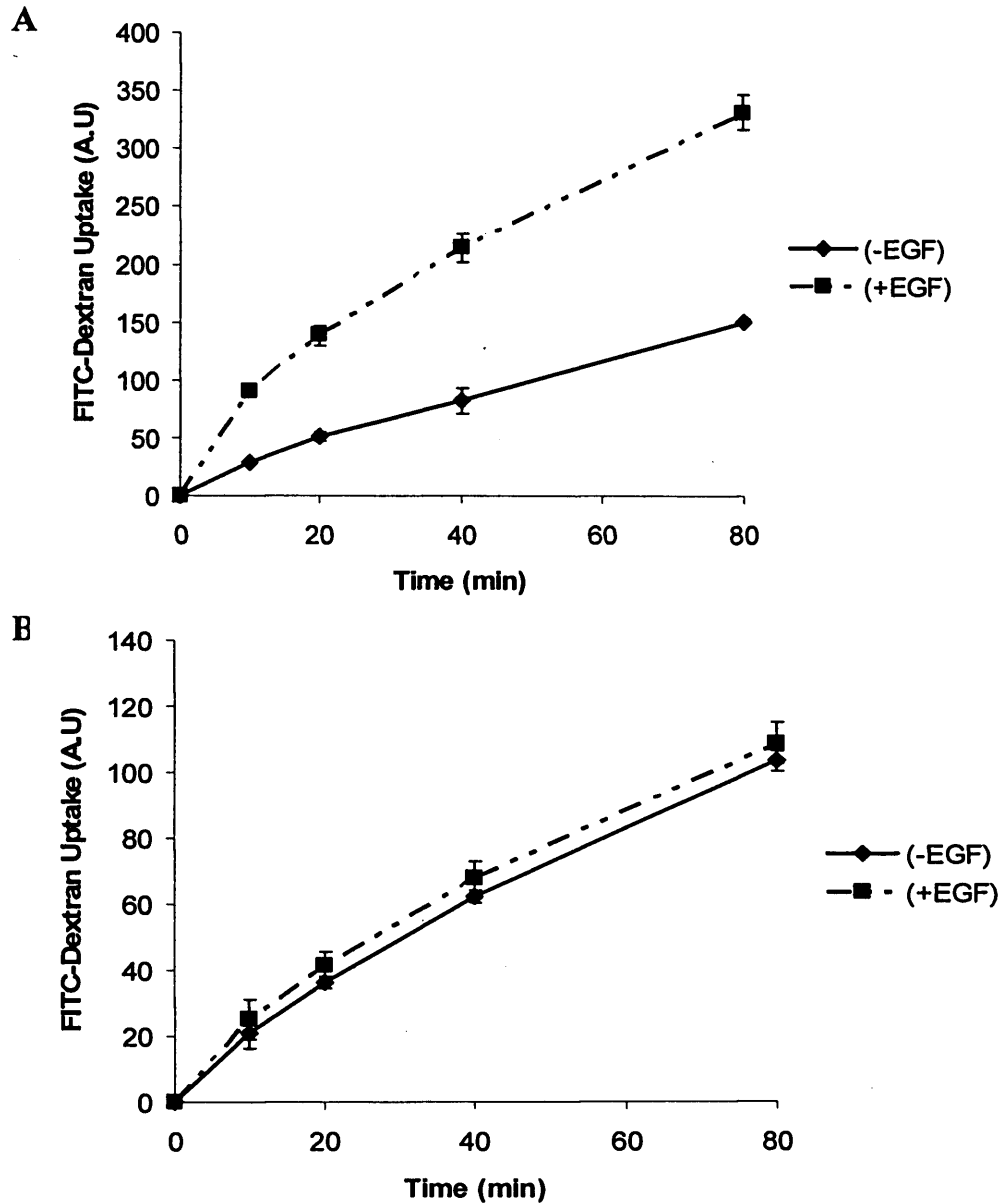 A
FITC-Dextran Uptake (A.U)
400
350
300
250
200
150
100
50
0
0 20 40 60 80
Time (min)
(-EGF)
(+EGF)
B
FITC-Dextran Uptake (A.U)
140
120
100
80
60
40
20
0
0 20 40 60 80
Time (min)
(-EGF)
(+EGF)